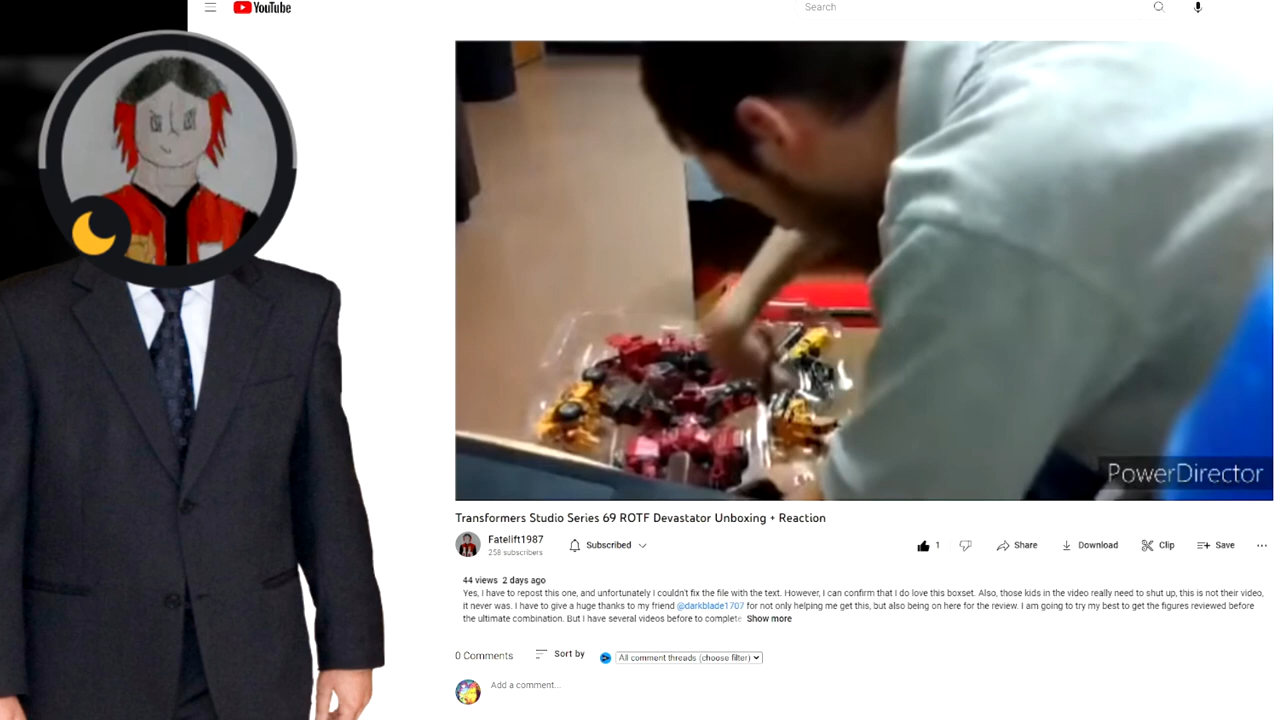 YouTube
Search
PowerDirector
Transformers Studio Series 69 ROTF Devastator Unboxing + Reaction
Fatelift1987
258 subscribers
Subscribed
1
Share
Download
Clip
Save
44 views 2 days ago
Yes, I have to repost this one, and unfortunately I couldn't fix the file with the text. However, I can confirm that I do love this boxset. Also, those kids in the video really need to shut up, this is not their video,
it never was. I have to give a huge thanks to my friend @darkblade1707 for not only helping me get this, but also being on here for the review. I am going to try my best to get the figures reviewed before
the ultimate combination. But I have several videos before to complete Show more
0 Comments
Sort by
All comment threads (choose filter)
Add a comment...